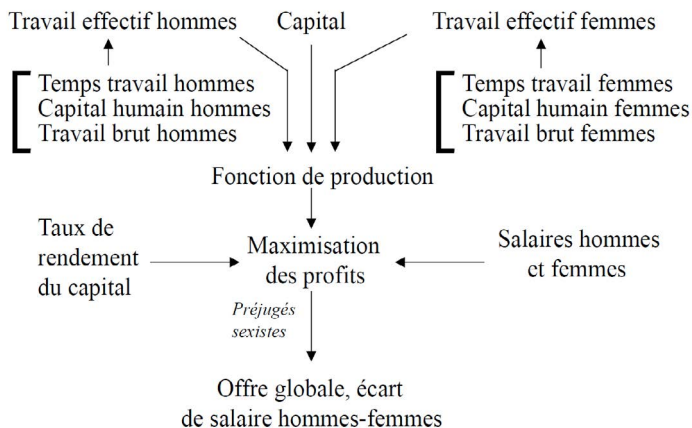 Travail effectif hommes
Capital
Travail effectif femmes
Temps travail hommes
Capital humain hommes
Travail brut hommes
Temps travail femmes
Capital humain femmes
Travail brut femmes
Fonction de production
Taux de
rendement
du capital
Maximisation
des profits
Salaires hommes
et femmes
Préjugés
sexistes
Offre globale, écart
de salaire hommes-femmes